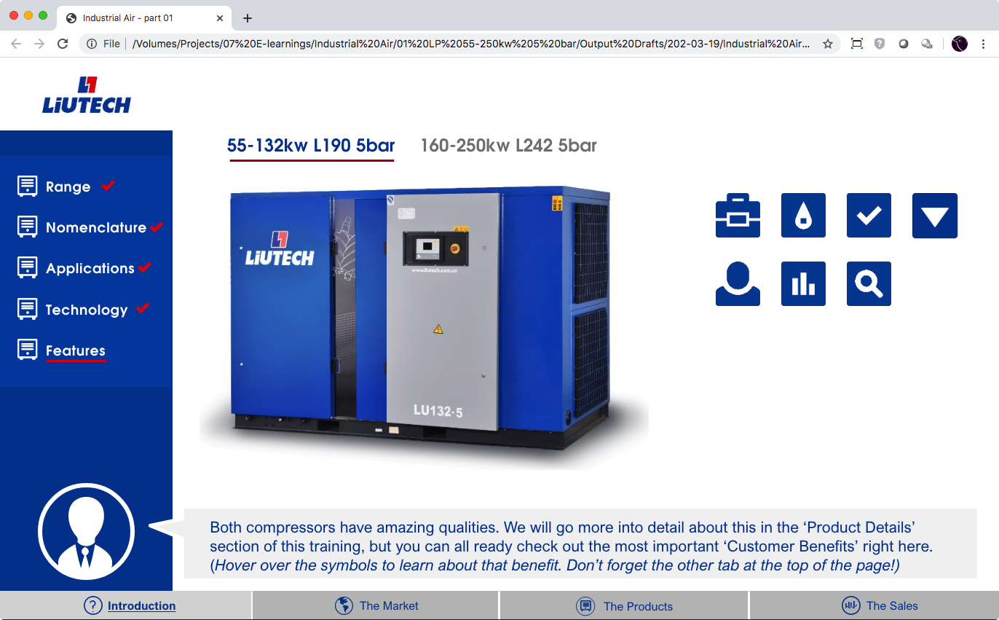 Industrial Air - part 01
File
/Volumes/Projects/07%20E-learnings/Industrial%20Air/01%20LP%2055-250kw%205%20bar/Output%20Drafts/202-03-19/Industrial%20Air...
LiUTECH
55-132kw L190 5bar
160-250kw L242 5bar
Range
Nomenclature
Applications
Technology
Features
LiUTECH
www.liutech.com.cn
LU132-5
Both compressors have amazing qualities. We will go more into detail about this in the ‘Product Details’
section of this training, but you can all ready check out the most important ‘Customer Benefits’ right here.
(Hover over the symbols to learn about that benefit. Don’t forget the other tab at the top of the page!)
? Introduction
The Market
The Products
The Sales